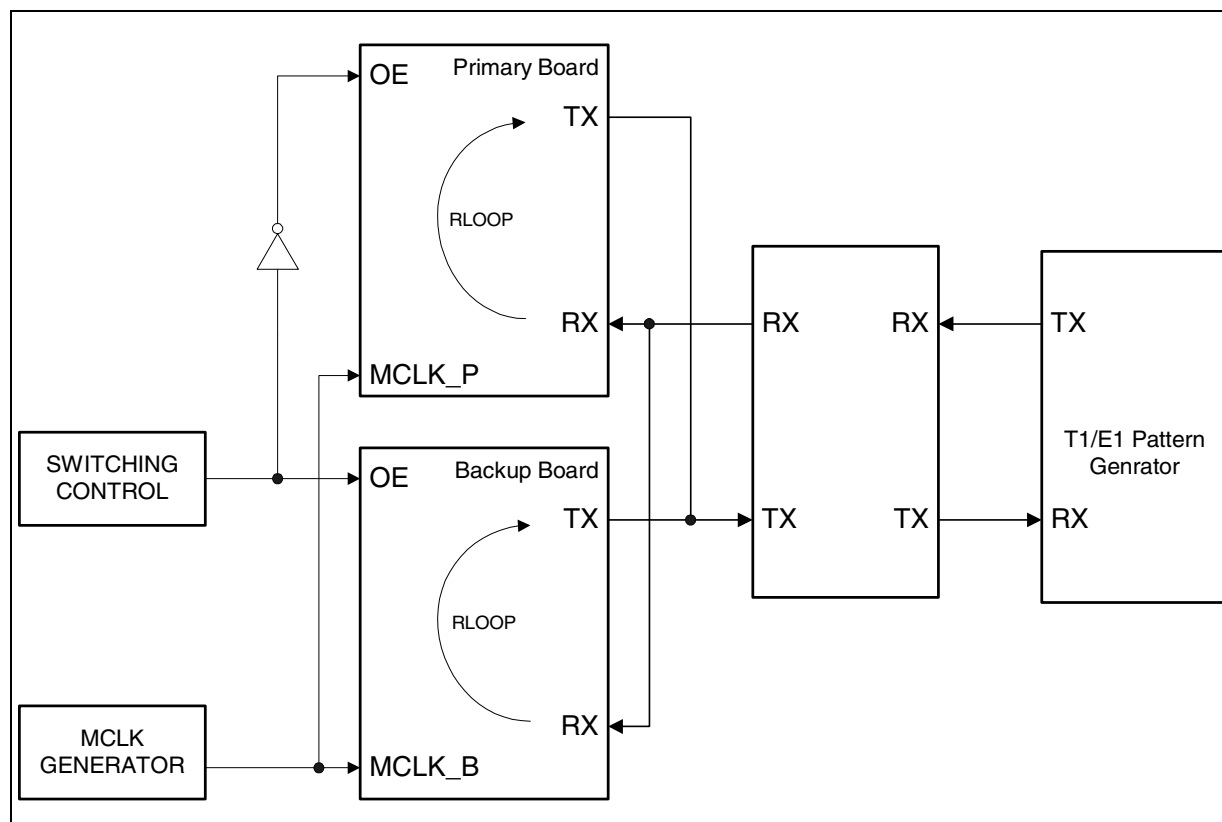 OE
Primary Board
TX
RLOOP
RX
MCLK_P
SWITCHING
CONTROL
OE
Backup Board
TX
RLOOP
RX
MCLK_B
MCLK
GENERATOR
RX
RX
TX
TX
TX
T1/E1 Pattern
Genrator
RX